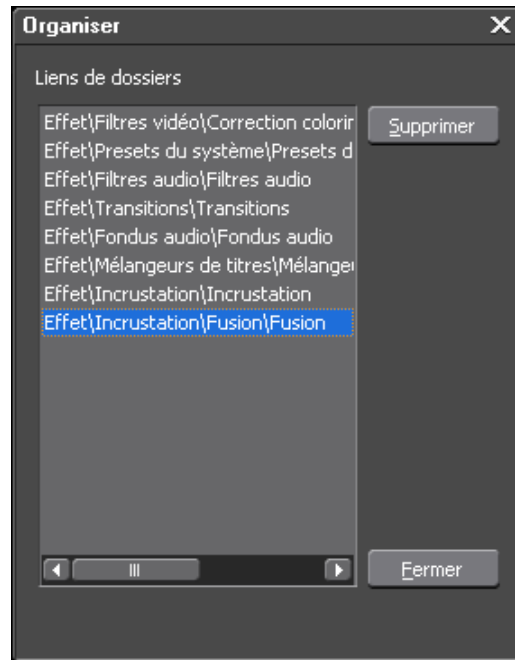 Organiser
Liens de dossiers
Effet\Filtres vidéo\Correction colorir
Effet\Presets du système\Presets d
Effet\Filtres audio\Filtres audio
Effet\Transitions\Transitions
Effet\Fondus audio\Fondus audio
Effet\Mélangeurs de titres\Mélange
Effet\Incrustation\Incrustation
Effet\Incrustation\Fusion\Fusion
Supprimer
Fermer